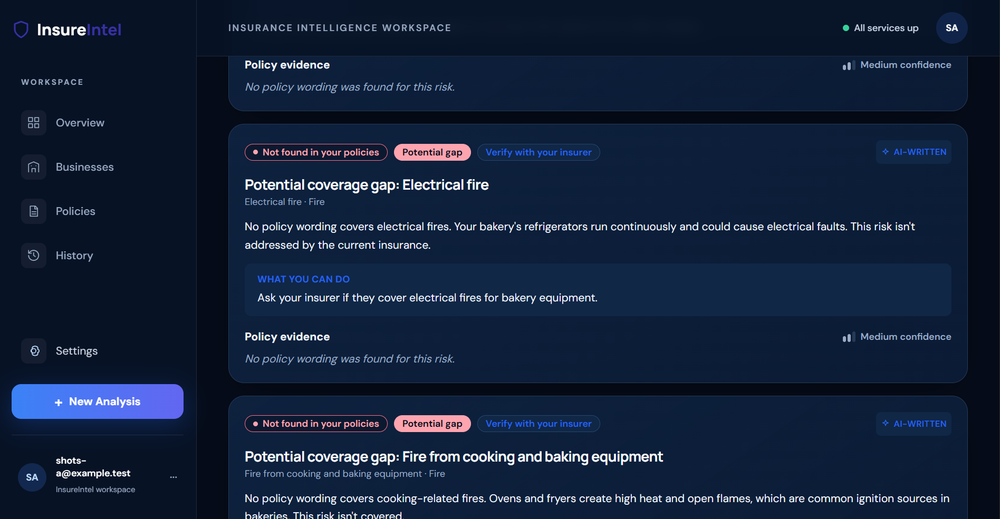 InsureIntel
WORKSPACE
Overview
Businesses
Policies
History
Settings
+ New Analysis
SA
shots-
a@example.test
InsureIntel workspace
...
INSURANCE INTELLIGENCE WORKSPACE
All services up
SA
Policy evidence
Medium confidence
No policy wording was found for this risk.
Not found in your policies
Potential gap
Verify with your insurer
AI-WRITTEN
Potential coverage gap: Electrical fire
Electrical fire · Fire
No policy wording covers electrical fires. Your bakery's refrigerators run continuously and could cause electrical faults. This risk isn't
addressed by the current insurance.
WHAT YOU CAN DO
Ask your insurer if they cover electrical fires for bakery equipment.
Policy evidence
Medium confidence
No policy wording was found for this risk.
Not found in your policies
Potential gap
Verify with your insurer
AI-WRITTEN
Potential coverage gap: Fire from cooking and baking equipment
Fire from cooking and baking equipment · Fire
No policy wording covers cooking-related fires. Ovens and fryers create high heat and open flames, which are common ignition sources in
bakeries. This risk isn't covered.